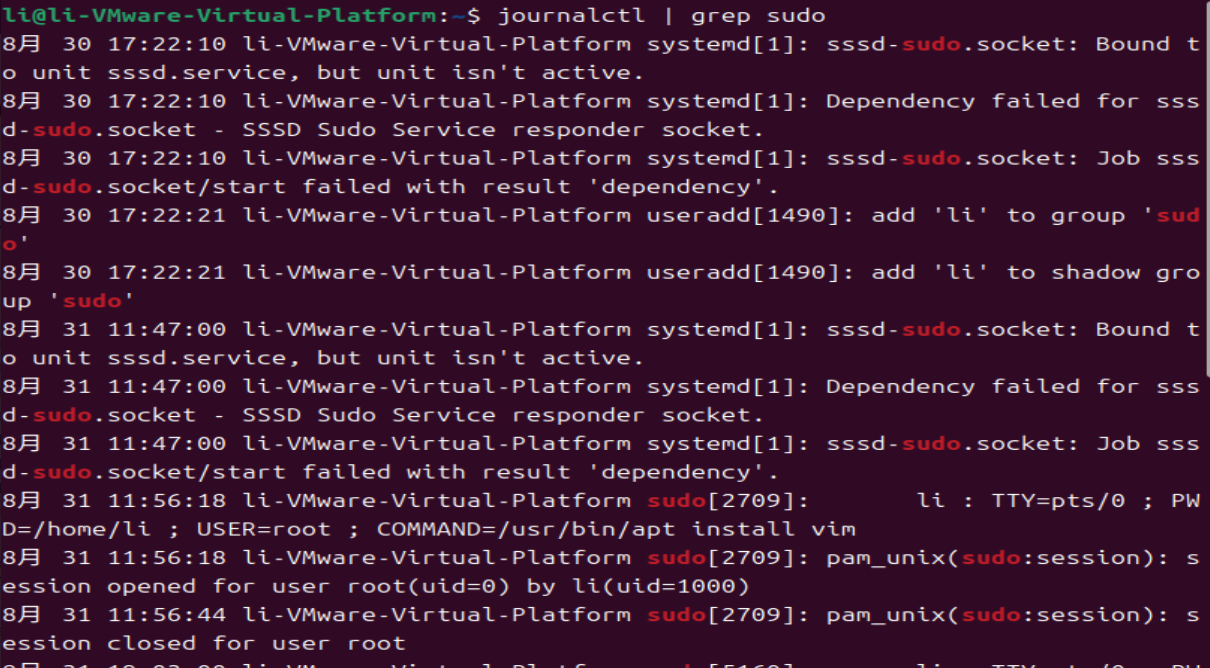 li@li-VMware-Virtual-Platform:~$ journalctl | grep sudo
8月 30 17:22:10 li-VMware-Virtual-Platform systemd[1]: sssd-sudo.socket: Bound t
o unit sssd.service, but unit isn't active.
8月 30 17:22:10 li-VMware-Virtual-Platform systemd[1]: Dependency failed for sss
d-sudo.socket - SSSD Sudo Service responder socket.
8月 30 17:22:10 li-VMware-Virtual-Platform systemd[1]: sssd-sudo.socket: Job sss
d-sudo.socket/start failed with result 'dependency'.
8月 30 17:22:21 li-VMware-Virtual-Platform useradd[1490]: add 'li' to group 'sud
o'
8月 30 17:22:21 li-VMware-Virtual-Platform useradd[1490]: add 'li' to shadow gro
up 'sudo'
8月 31 11:47:00 li-VMware-Virtual-Platform systemd[1]: sssd-sudo.socket: Bound t
o unit sssd.service, but unit isn't active.
8月 31 11:47:00 li-VMware-Virtual-Platform systemd[1]: Dependency failed for sss
d-sudo.socket - SSSD Sudo Service responder socket.
8月 31 11:47:00 li-VMware-Virtual-Platform systemd[1]: sssd-sudo.socket: Job sss
d-sudo.socket/start failed with result 'dependency'.
8月 31 11:56:18 li-VMware-Virtual-Platform sudo[2709]:       li : TTY=pts/0 ; PW
D=/home/li ; USER=root ; COMMAND=/usr/bin/apt install vim
8月 31 11:56:18 li-VMware-Virtual-Platform sudo[2709]: pam_unix(sudo:session): s
ession opened for user root(uid=0) by li(uid=1000)
8月 31 11:56:44 li-VMware-Virtual-Platform sudo[2709]: pam_unix(sudo:session): s
ession closed for user root